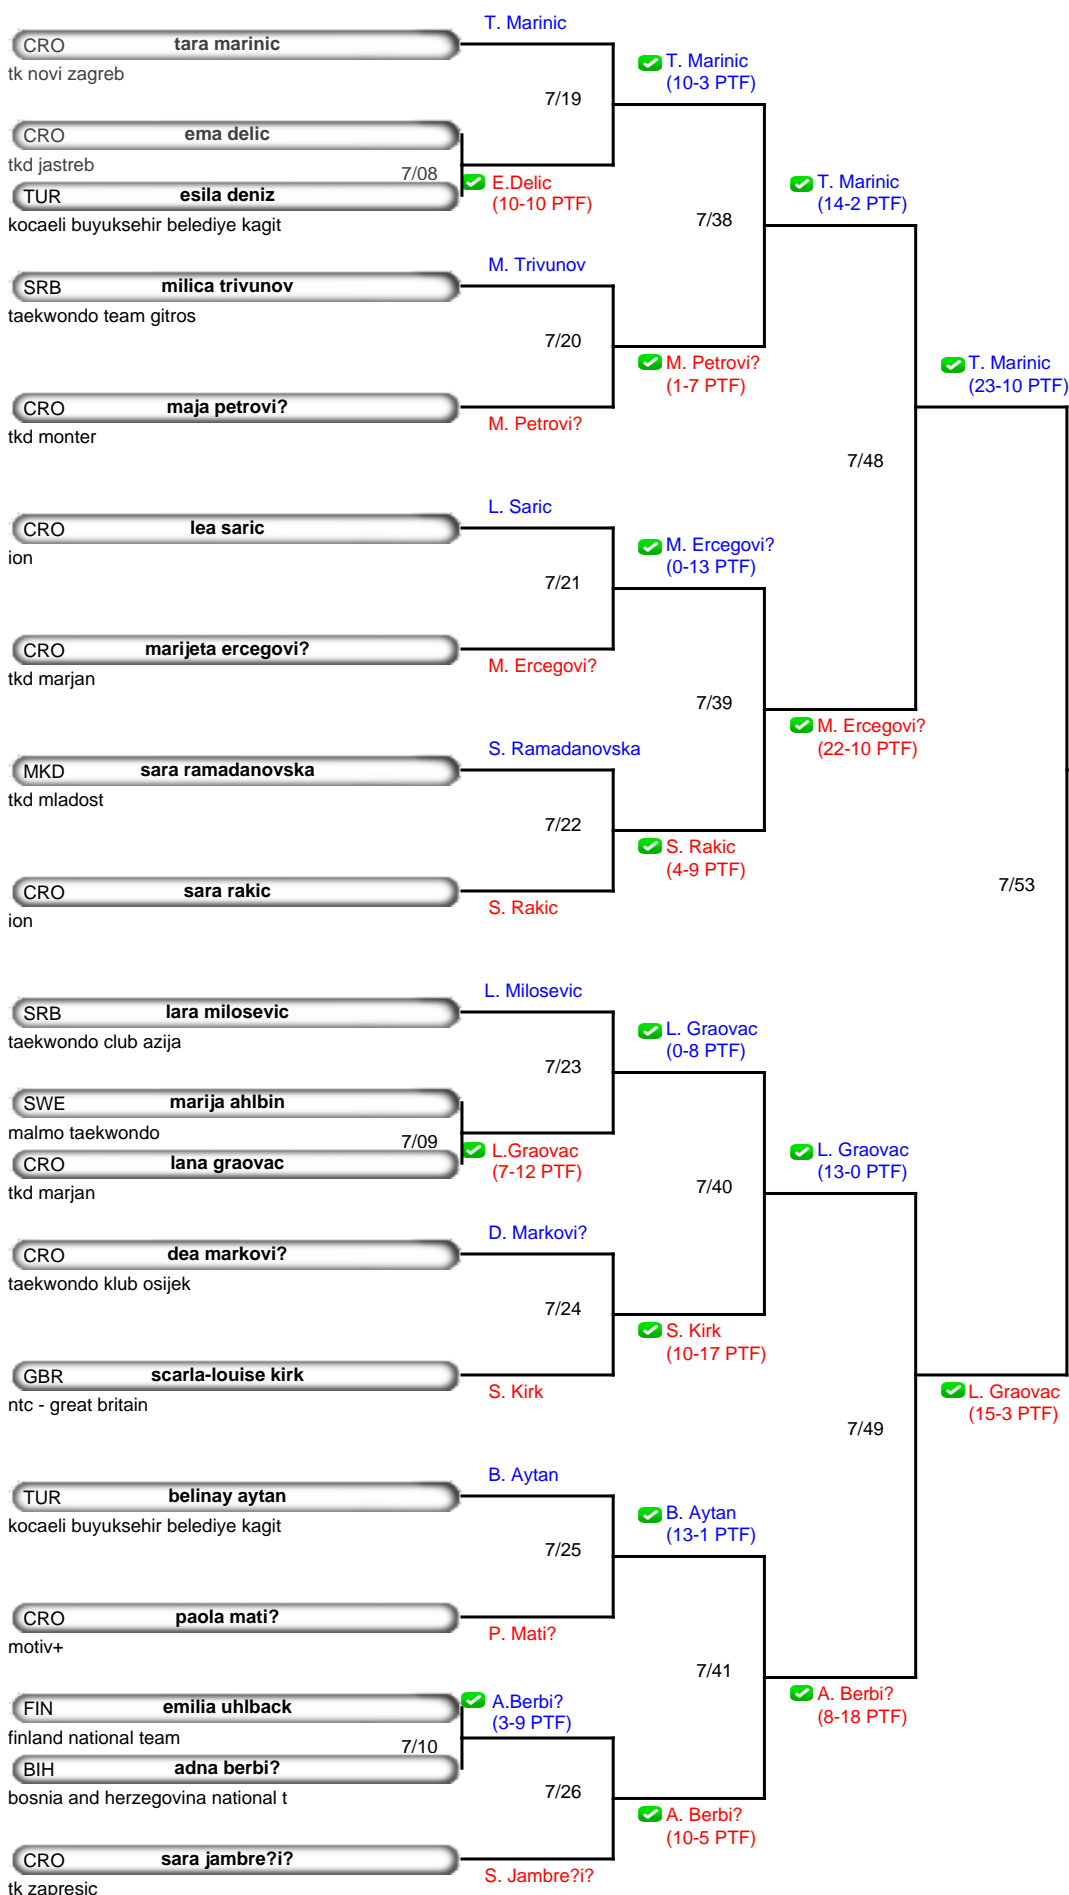 T. Marinic
CRO tara marinic
tk novi zagreb
T. Marinic
(10-3 PTF)
7/19
CRO ema delic
tkd jastreb
7/08
E.Delic
(10-10 PTF)
TUR esila deniz
kocaeli buyuksehir belediye kagit
T. Marinic
(14-2 PTF)
7/38
M. Trivunov
SRB milica trivunov
taekwondo team gitros
7/20
M. Petrovi?
(1-7 PTF)
T. Marinic
(23-10 PTF)
CRO maja petrovi?
M. Petrovi?
tkd monter
7/48
L. Saric
CRO lea saric
ion
M. Ercegovi?
(0-13 PTF)
7/21
CRO marijeta ercegovi?
M. Ercegovi?
tkd marjan
7/39
M. Ercegovi?
(22-10 PTF)
S. Ramadanovska
MKD sara ramadanovska
tkd mladost
7/22
S. Rakic
(4-9 PTF)
7/53
CRO sara rakic
S. Rakic
ion
L. Milosevic
SRB lara milosevic
taekwondo club azija
L. Graovac
(0-8 PTF)
7/23
SWE marija ahlbin
malmo taekwondo
7/09
L.Graovac
(7-12 PTF)
CRO lana graovac
tkd marjan
L. Graovac
(13-0 PTF)
7/40
D. Markovi?
CRO dea markovi?
taekwondo klub osijek
7/24
S. Kirk
(10-17 PTF)
GBR scarla-louise kirk
S. Kirk
ntc - great britain
L. Graovac
(15-3 PTF)
7/49
B. Aytan
TUR belinay aytan
kocaeli buyuksehir belediye kagit
B. Aytan
(13-1 PTF)
7/25
CRO paola mati?
P. Mati?
motiv+
7/41
A. Berbi?
(8-18 PTF)
FIN emilia uhlback
finland national team
A.Berbi?
(3-9 PTF)
7/10
BIH adna berbi?
bosnia and herzegovina national t
7/26
A. Berbi?
(10-5 PTF)
CRO sara jambre?i?
S. Jambre?i?
tk zapresic